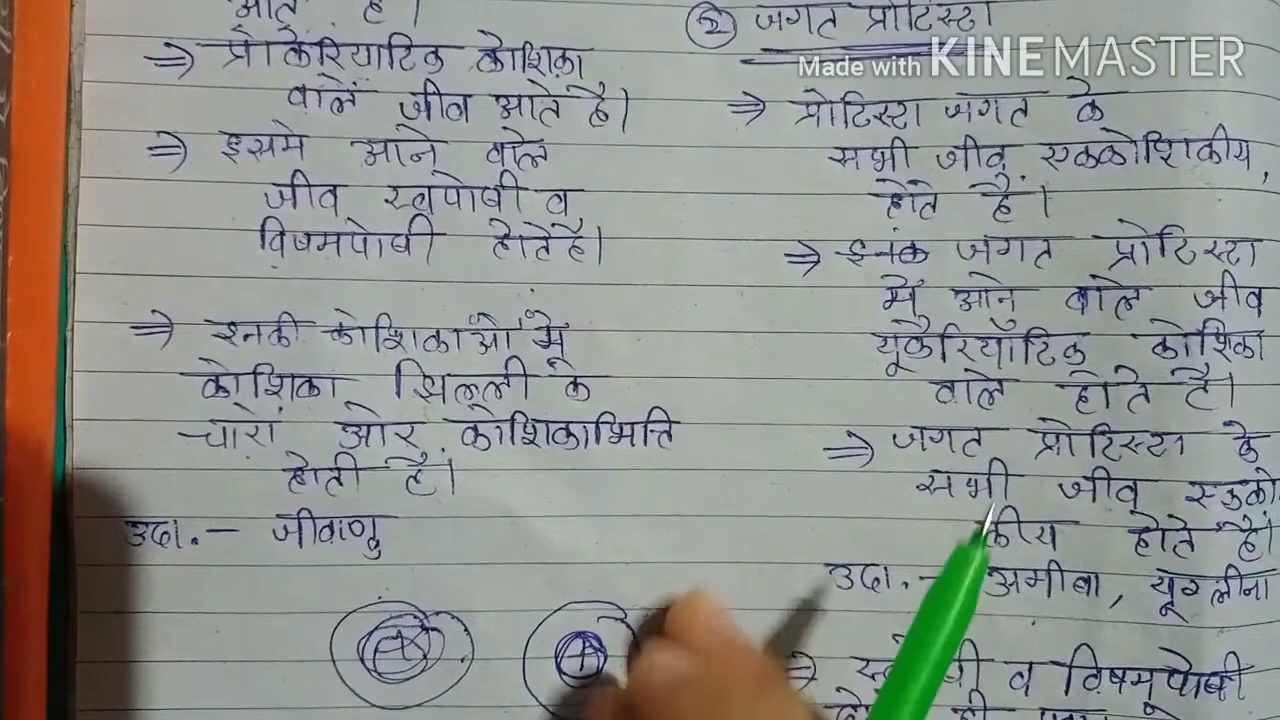 आते है।
⇒ प्रोकैरियाटिक कोशिका
वाले जीव आते है।
⇒ इसमे आने वाले
जीव स्वपोषी व
विषमपोषी होते है।
⇒ इनकी कोशिकाओं में
कोशिका झिल्ली के
चारों ओर कोशिकाभित्ति
होती है।
उदा.- जीवाणु
② जगत प्रोटिस्टा
Made with KINEMASTER
⇒ प्रोटिस्टा जगत के
सभी जीव एककोशिकीय,
होते है।
⇒ इनके जगत प्रोटिस्टा
में आने वाले जीव
यूकैरियाटिक कोशिका
वाले होते है।
⇒ जगत प्रोटिस्टा के
सभी जीव एकको
कीय होते है।
उदा.- अमीबा, यूग्लीना
⇒ व विषमपोषी